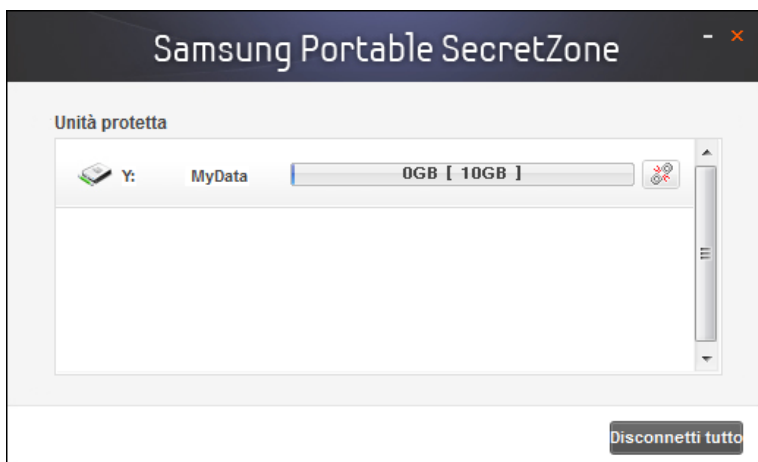 Samsung Portable SecretZone
Unità protetta
Y: MyData 0GB [ 10GB ]
Disconnetti tutto